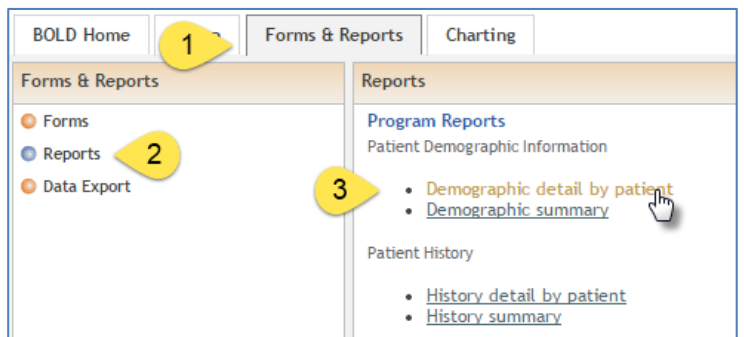 BOLD Home
1
Forms & Reports
Charting
Forms & Reports
Forms
Reports
2
Data Export
Reports
Program Reports
Patient Demographic Information
3
Demographic detail by patient
Demographic summary
Patient History
History detail by patient
History summary